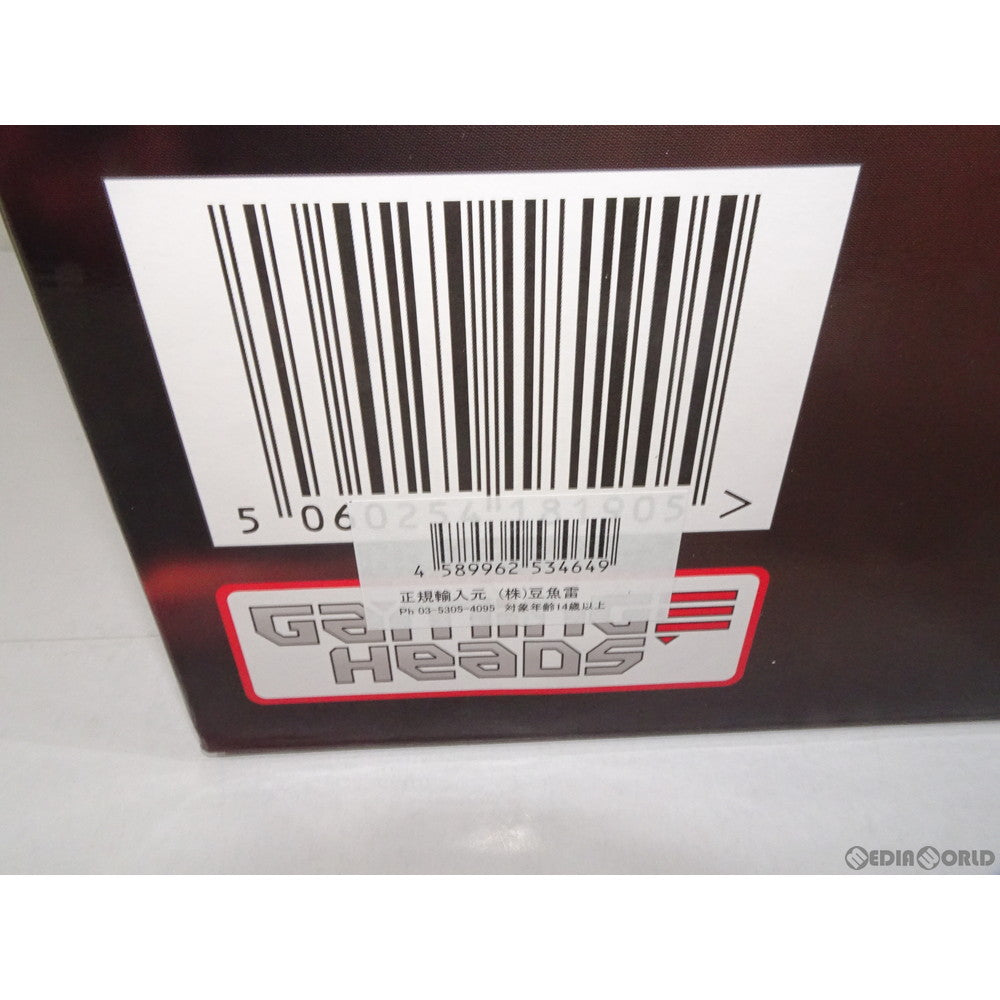 5 060254 181905 >
4 589962 534649
正規輸入元 (株)豆魚雷
Ph 03-5305-4095 対象年齢14歳以上
GAMING
HEADS
MEDIAWORLD